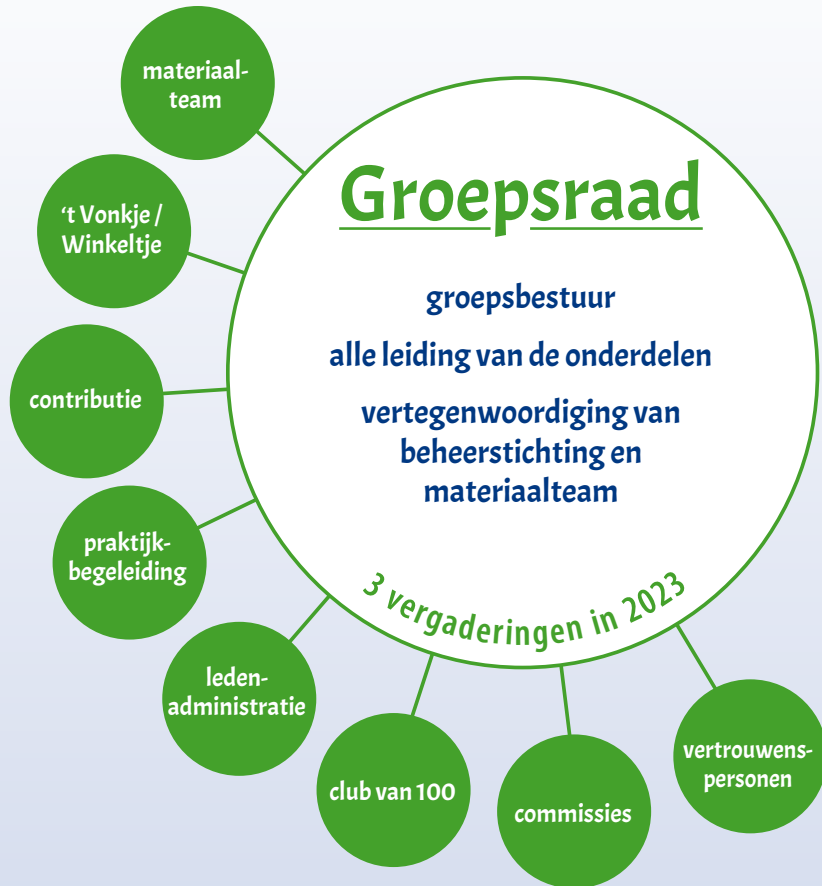 materiaal-
team
‘t Vonkje /
Winkeltje
contributie
praktijk-
begeleiding
leden-
administratie
club van 100
commissies
vertrouwens-
personen
Groepsraad
groepsbestuur
alle leiding van de onderdelen
vertegenwoordiging van
beheerstichting en
materiaalteam
3 vergaderingen in 2023